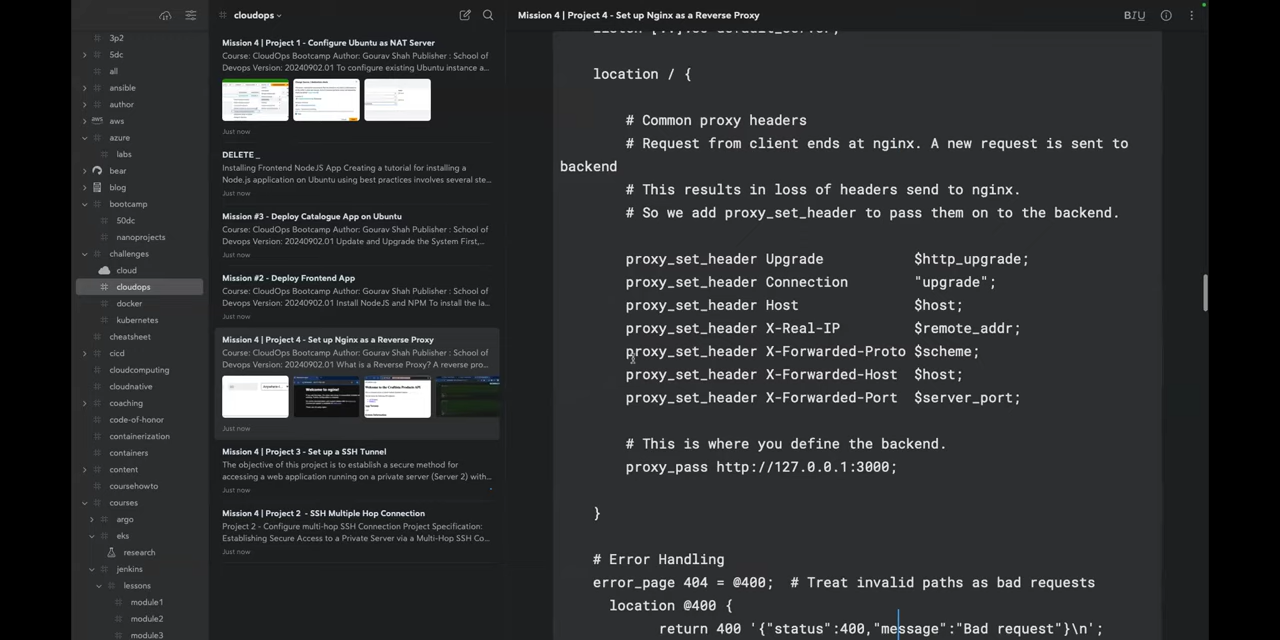 3p2
5dc
all
ansible
author
aws
azure
labs
bear
blog
bootcamp
50dc
nanoprojects
challenges
cloud
cloudops
docker
kubernetes
cheatsheet
cicd
cloudcomputing
cloudnative
coaching
code-of-honor
containerization
containers
content
coursehowto
courses
argo
eks
research
jenkins
lessons
module1
module2
module3
# cloudops
Mission 4 | Project 1 - Configure Ubuntu as NAT Server
Course: CloudOps Bootcamp Author: Gourav Shah Publisher : School of
Devops Version: 20240902.01 To configure existing Ubuntu instance a...
Just now
DELETE _
Installing Frontend NodeJS App Creating a tutorial for installing a
Node.js application on Ubuntu using best practices involves several ste...
Just now
Mission #3 - Deploy Catalogue App on Ubuntu
Course: CloudOps Bootcamp Author: Gourav Shah Publisher : School of
Devops Version: 20240902.01 Update and Upgrade the System First,...
Just now
Mission #2 - Deploy Frontend App
Course: CloudOps Bootcamp Author: Gourav Shah Publisher : School of
Devops Version: 20240902.01 Install NodeJS and NPM To install the la...
Just now
Mission 4 | Project 4 - Set up Nginx as a Reverse Proxy
Course: CloudOps Bootcamp Author: Gourav Shah Publisher : School of
Devops Version: 20240902.01 What is a Reverse Proxy? A reverse pro...
Just now
Mission 4 | Project 3 - Set up a SSH Tunnel
The objective of this project is to establish a secure method for
accessing a web application running on a private server (Server 2) with...
Just now
Mission 4 | Project 2 - SSH Multiple Hop Connection
Project 2 - Configure multi-hop SSH Connection Project Specification:
Establishing Secure Access to a Private Server via a Multi-Hop SSH Co...
Just now
Mission 4 | Project 4 - Set up Nginx as a Reverse Proxy
BIU
listen [::]:80 default_server;
location / {
# Common proxy headers
# Request from client ends at nginx. A new request is sent to
backend
# This results in loss of headers send to nginx.
# So we add proxy_set_header to pass them on to the backend.
proxy_set_header Upgrade $http_upgrade;
proxy_set_header Connection "upgrade";
proxy_set_header Host $host;
proxy_set_header X-Real-IP $remote_addr;
proxy_set_header X-Forwarded-Proto $scheme;
proxy_set_header X-Forwarded-Host $host;
proxy_set_header X-Forwarded-Port $server_port;
# This is where you define the backend.
proxy_pass http://127.0.0.1:3000;
}
# Error Handling
error_page 404 = @400; # Treat invalid paths as bad requests
location @400 {
return 400 '{"status":400,"message":"Bad request"}\n';